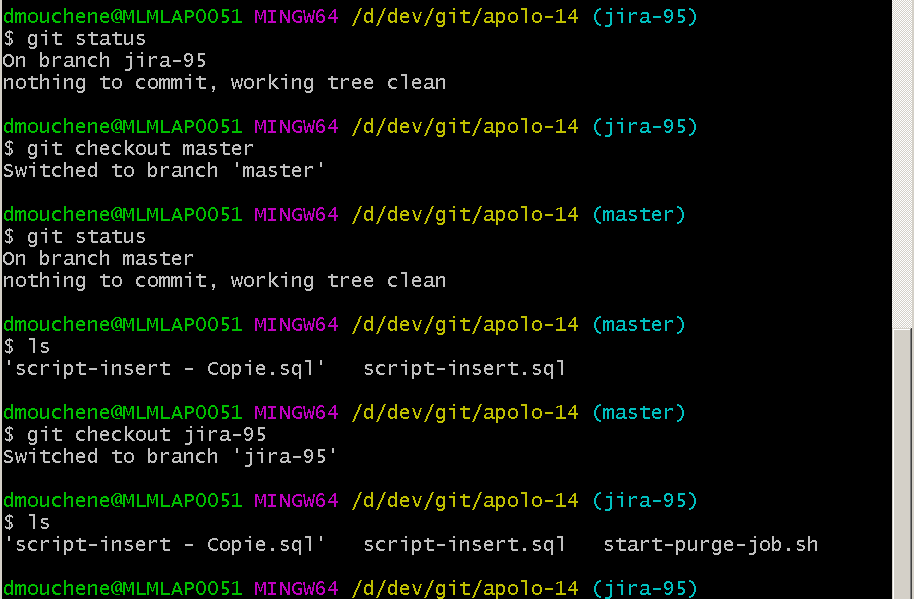 dmouchene@MLMLAP0051 MINGW64 /d/dev/git/apolo-14 (jira-95)
$ git status
On branch jira-95
nothing to commit, working tree clean
dmouchene@MLMLAP0051 MINGW64 /d/dev/git/apolo-14 (jira-95)
$ git checkout master
Switched to branch 'master'
dmouchene@MLMLAP0051 MINGW64 /d/dev/git/apolo-14 (master)
$ git status
On branch master
nothing to commit, working tree clean
dmouchene@MLMLAP0051 MINGW64 /d/dev/git/apolo-14 (master)
$ ls
'script-insert - Copie.sql'   script-insert.sql
dmouchene@MLMLAP0051 MINGW64 /d/dev/git/apolo-14 (master)
$ git checkout jira-95
Switched to branch 'jira-95'
dmouchene@MLMLAP0051 MINGW64 /d/dev/git/apolo-14 (jira-95)
$ ls
'script-insert - Copie.sql'   script-insert.sql   start-purge-job.sh
dmouchene@MLMLAP0051 MINGW64 /d/dev/git/apolo-14 (jira-95)